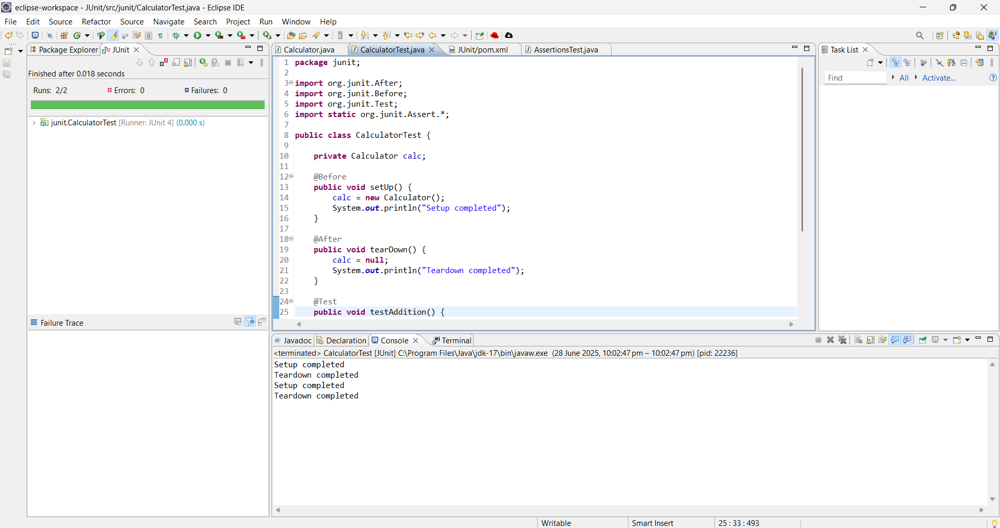 eclipse-workspace - JUnit/src/junit/CalculatorTest.java - Eclipse IDE
File Edit Source Refactor Source Navigate Search Project Run Window Help
Package Explorer JUnit
Finished after 0.018 seconds
Runs: 2/2 Errors: 0 Failures: 0
junit.CalculatorTest [Runner: JUnit 4] (0.000 s)
Failure Trace
Calculator.java CalculatorTest.java JUnit/pom.xml AssertionsTest.java
1 package junit;
2
3 import org.junit.After;
4 import org.junit.Before;
5 import org.junit.Test;
6 import static org.junit.Assert.*;
7
8 public class CalculatorTest {
9
10 private Calculator calc;
11
12 @Before
13 public void setUp() {
14 calc = new Calculator();
15 System.out.println("Setup completed");
16 }
17
18 @After
19 public void tearDown() {
20 calc = null;
21 System.out.println("Teardown completed");
22 }
23
24 @Test
25 public void testAddition() {
Task List
Find All Activate...
Javadoc Declaration Console Terminal
<terminated> CalculatorTest [JUnit] C:\Program Files\Java\jdk-17\bin\javaw.exe (28 June 2025, 10:02:47 pm – 10:02:47 pm) [pid: 22236]
Setup completed
Teardown completed
Setup completed
Teardown completed
Writable Smart Insert 25 : 33 : 493